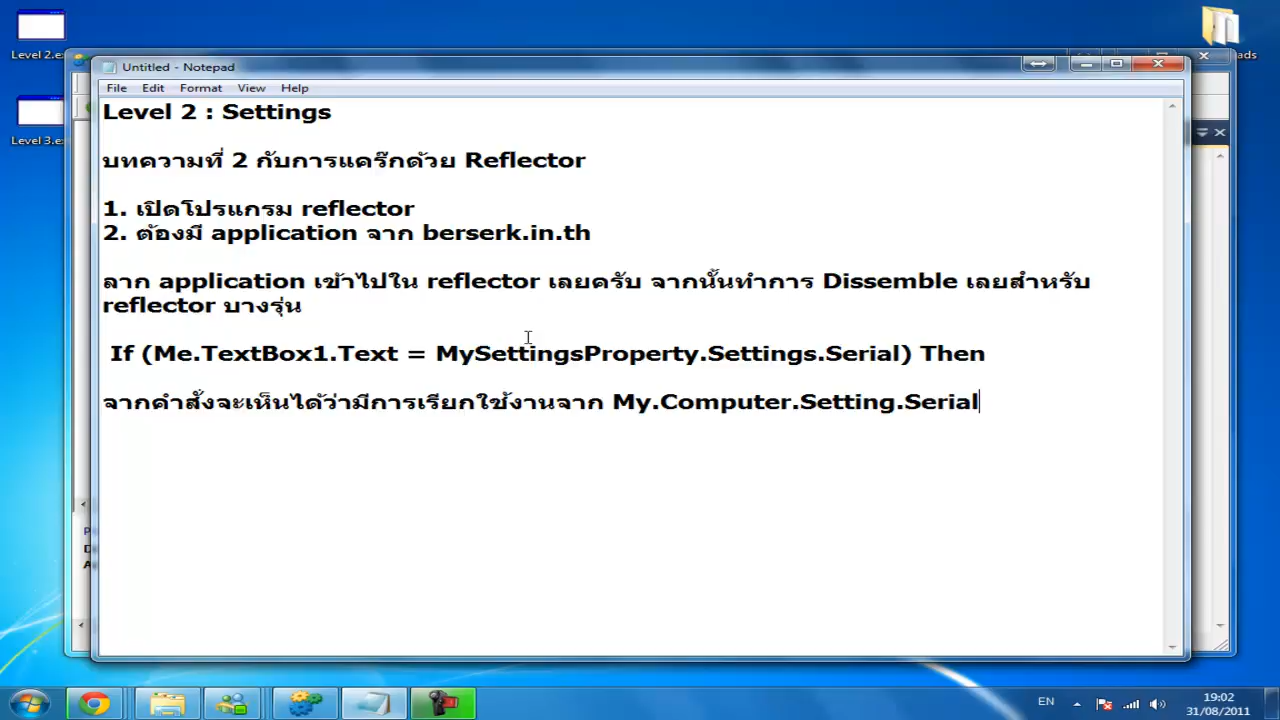 Level 2.ex
Level 3.ex
ads
Untitled - Notepad
File Edit Format View Help
Level 2 : Settings
บทความที่ 2 กับการแคร๊กด้วย Reflector
1. เปิดโปรแกรม reflector
2. ต้องมี application จาก berserk.in.th
ลาก application เข้าไปใน reflector เลยครับ จากนั้นทำการ Dissemble เลยสำหรับ
reflector บางรุ่น
If (Me.TextBox1.Text = MySettingsProperty.Settings.Serial) Then
จากคำสั่งจะเห็นได้ว่ามีการเรียกใช้งานจาก My.Computer.Setting.Serial
EN
19:02
31/08/2011